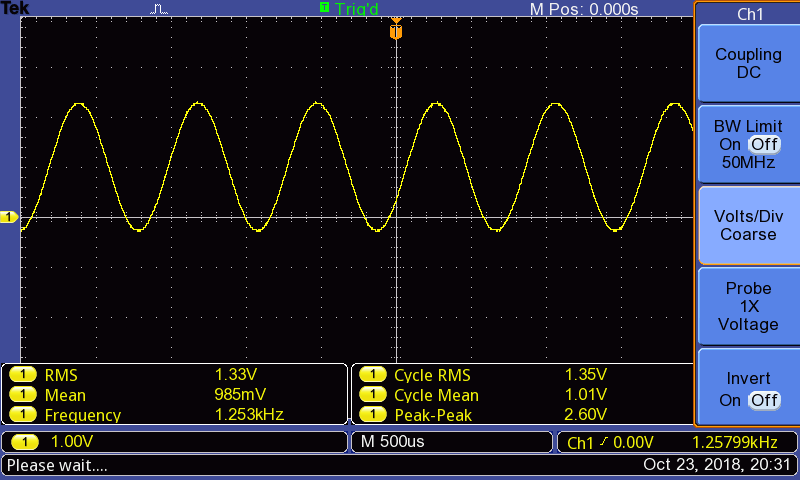 Tek T Trig'd M Pos: 0.000s Ch1
T
Coupling
DC
BW Limit
On Off
50MHz
1
Volts/Div
Coarse
Probe
1X
Voltage
Invert
On Off
1 RMS 1.33V
1 Mean 985mV
1 Frequency 1.253kHz
1 Cycle RMS 1.35V
1 Cycle Mean 1.01V
1 Peak-Peak 2.60V
1 1.00V M 500us Ch1 0.00V 1.25799kHz
Please wait.... Oct 23, 2018, 20:31